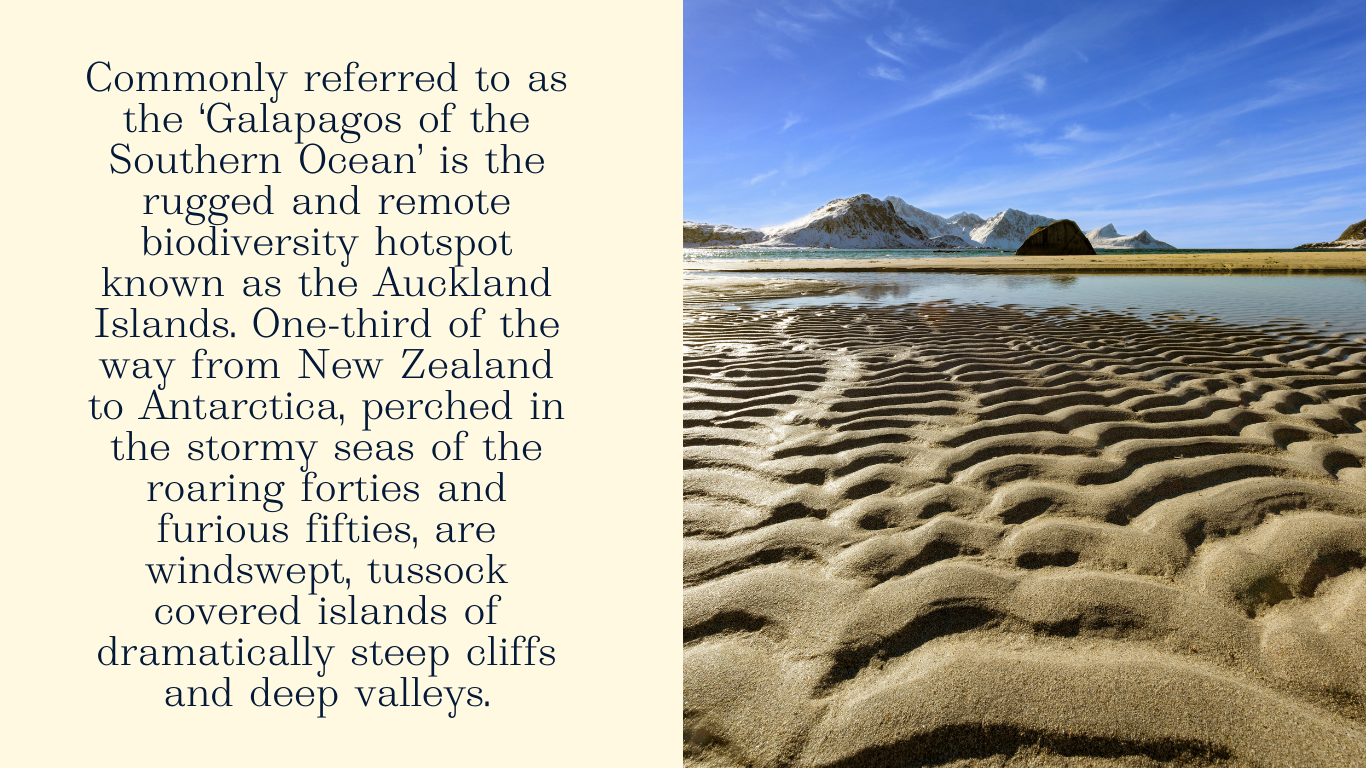 Commonly referred to as
the ‘Galapagos of the
Southern Ocean’ is the
rugged and remote
biodiversity hotspot
known as the Auckland
Islands. One-third of the
way from New Zealand
to Antarctica, perched in
the stormy seas of the
roaring forties and
furious fifties, are
windswept, tussock
covered islands of
dramatically steep cliffs
and deep valleys.